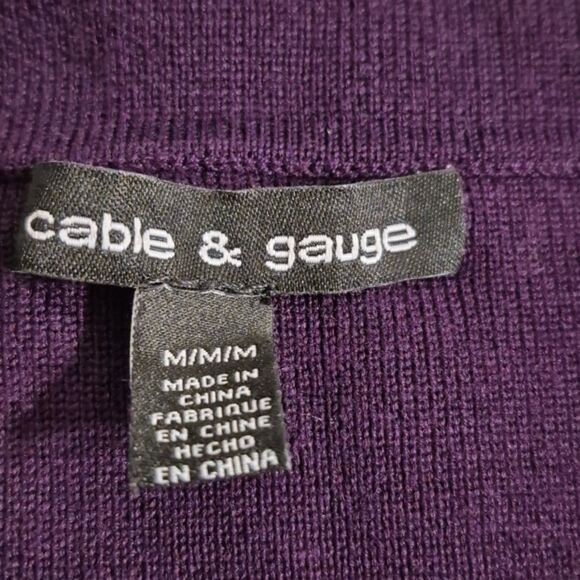 cable & gauge
M/M/M
MADE IN
CHINA
FABRIQUE
EN CHINE
HECHO
EN CHINA